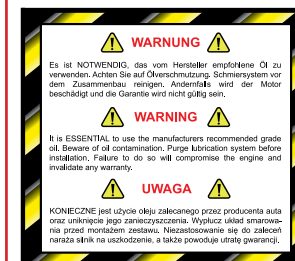 WARNUNG
Es ist NOTWENDIG, das vom Hersteller empfohlene Öl zu
verwenden. Achten Sie auf Ölverschmutzung. Schmiersystem vor
dem Zusammenbau reinigen. Andernfalls wird der Motor
beschädigt und die Garantie wird nicht gültig sein.
WARNING
It is ESSENTIAL to use the manufacturers recommended grade
oil. Beware of oil contamination. Purge lubrication system before
installation. Failure to do so will compromise the engine and
invalidate any warranty.
UWAGA
KONIECZNE jest użycie oleju zalecanego przez producenta auta
oraz uniknięcie jego zanieczyszczenia. Wypłucz układ smarowa-
nia przed montażem zestawu. Niezastosowanie się do zaleceń
naraża silnik na uszkodzenie, a także powoduje utratę gwarancji.